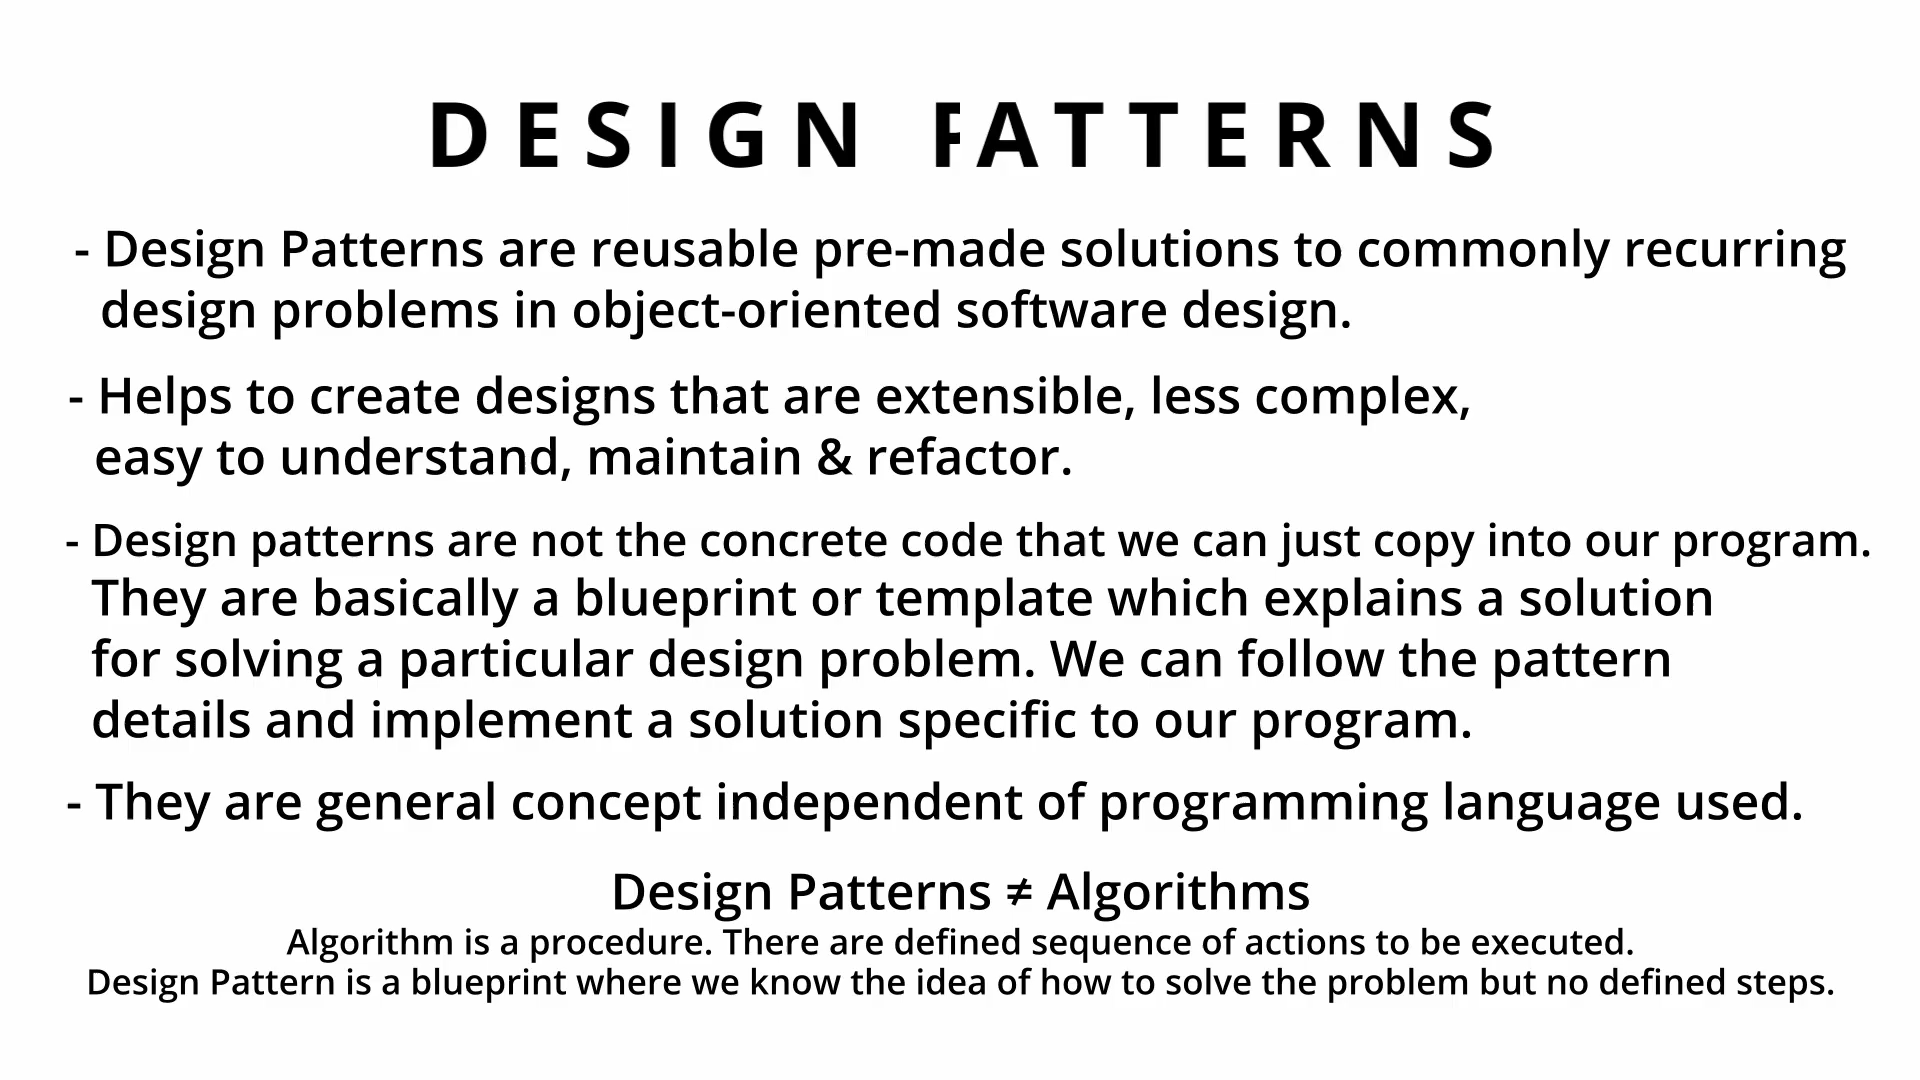 DESIGN PATTERNS
- Design Patterns are reusable pre-made solutions to commonly recurring
design problems in object-oriented software design.
- Helps to create designs that are extensible, less complex,
easy to understand, maintain & refactor.
- Design patterns are not the concrete code that we can just copy into our program.
They are basically a blueprint or template which explains a solution
for solving a particular design problem. We can follow the pattern
details and implement a solution specific to our program.
- They are general concept independent of programming language used.
Design Patterns ≠ Algorithms
Algorithm is a procedure. There are defined sequence of actions to be executed.
Design Pattern is a blueprint where we know the idea of how to solve the problem but no defined steps.